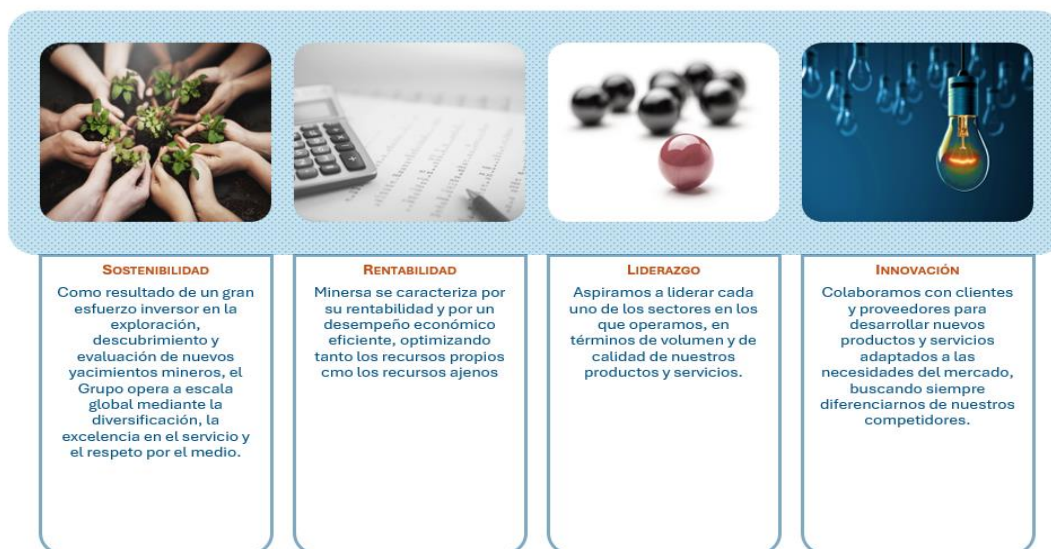 SOSTENIBILIDAD
Como resultado de un gran
esfuerzo inversor en la
exploración,
descubrimiento y
evaluación de nuevos
yacimientos mineros, el
Grupo opera a escala
global mediante la
diversificación, la
excelencia en el servicio y
el respeto por el medio.
RENTABILIDAD
Minersa se caracteriza por
su rentabilidad y por un
desempeño económico
eficiente, optimizando
tanto los recursos propios
cmo los recursos ajenos
LIDERAZGO
Aspiramos a liderar cada
uno de los sectores en los
que operamos, en
términos de volumen y de
calidad de nuestros
productos y servicios.
INNOVACIÓN
Colaboramos con clientes
y proveedores para
desarrollar nuevos
productos y servicios
adaptados a las
necesidades del mercado,
buscando siempre
diferenciarnos de nuestros
competidores.